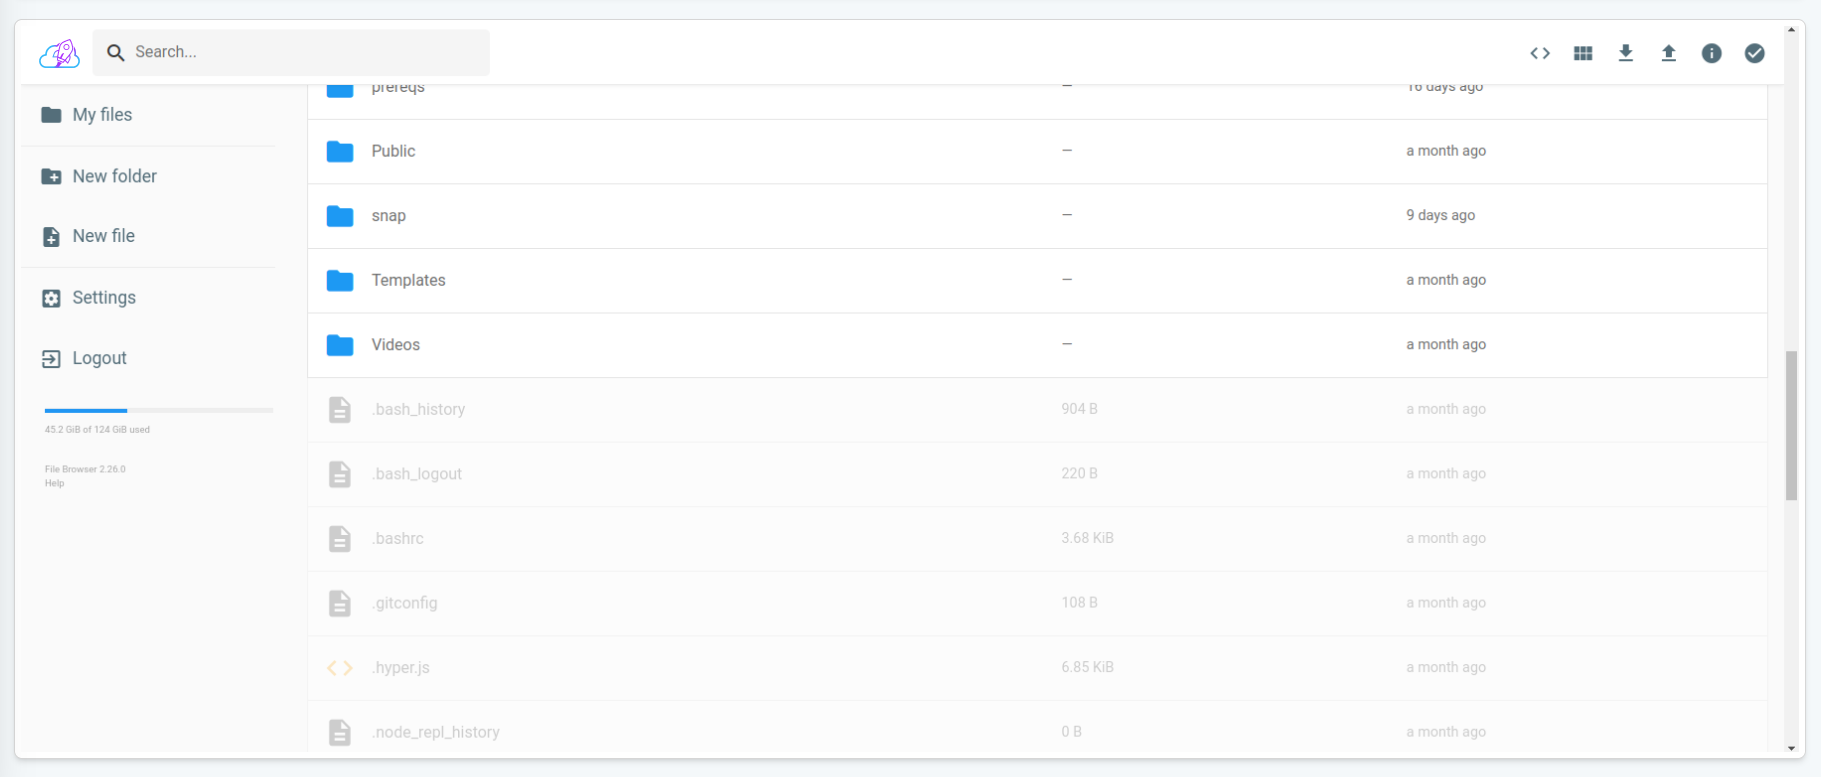 Search...
My files
New folder
New file
Settings
Logout
45.2 GiB of 124 GiB used
File Browser 2.26.0
Help
prereqs — 16 days ago
Public — a month ago
snap — 9 days ago
Templates — a month ago
Videos — a month ago
.bash_history 904 B a month ago
.bash_logout 220 B a month ago
.bashrc 3.68 KiB a month ago
.gitconfig 108 B a month ago
.hyper.js 6.85 KiB a month ago
.node_repl_history 0 B a month ago